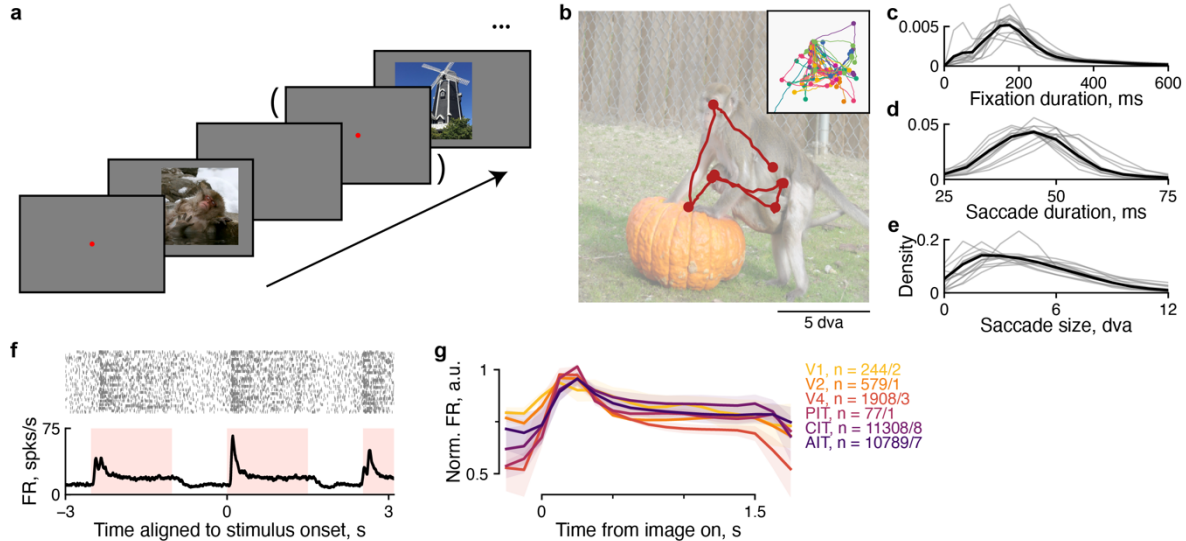 a
...
(
)
b
5 dva
c
0.005
0
200
400
600
Fixation duration, ms
d
0.05
0
25
50
75
Saccade duration, ms
e
Density
0.2
0
6
12
Saccade size, dva
f
FR, spks/s
75
0
−3
0
3
Time aligned to stimulus onset, s
g
Norm. FR, a.u.
1
0.5
0
1.5
Time from image on, s
V1, n = 244/2
V2, n = 579/1
V4, n = 1908/3
PIT, n = 77/1
CIT, n = 11308/8
AIT, n = 10789/7